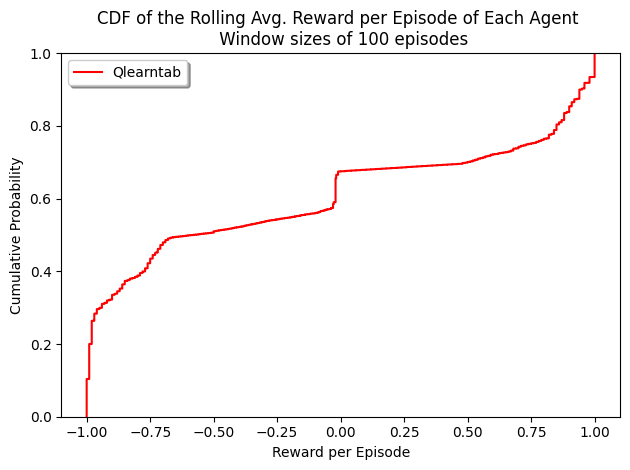 CDF of the Rolling Avg. Reward per Episode of Each Agent
Window sizes of 100 episodes
Qlearntab
1.0
0.8
0.6
0.4
0.2
0.0
Cumulative Probability
−1.00 −0.75 −0.50 −0.25 0.00 0.25 0.50 0.75 1.00
Reward per Episode